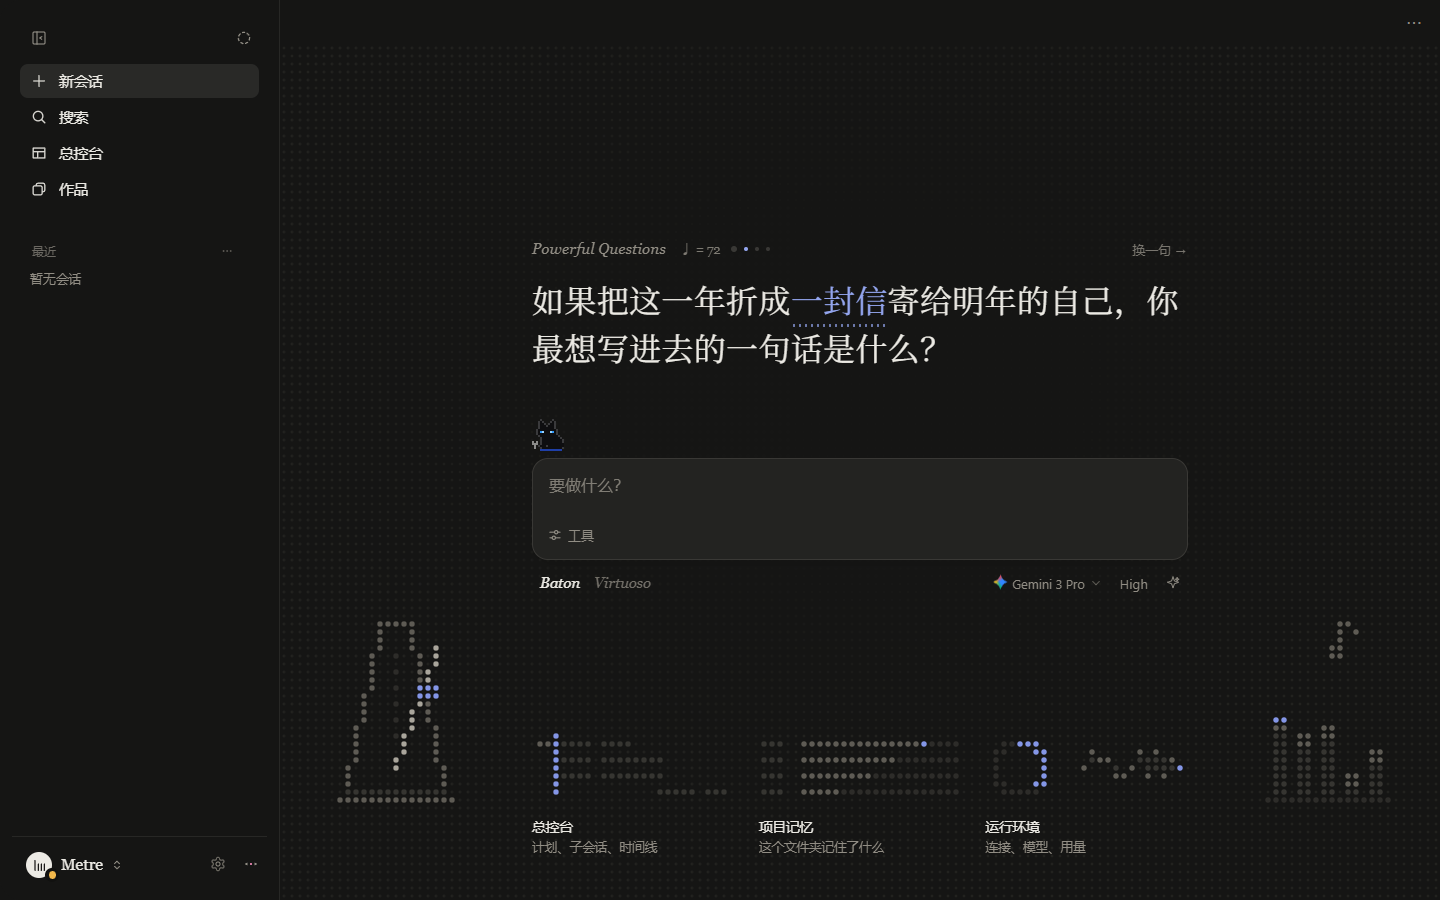 新会话
搜索
总控台
作品
最近
暂无会话
Metre
Powerful Questions ♩ = 72
换一句 →
如果把这一年折成一封信寄给明年的自己，你
最想写进去的一句话是什么？
要做什么？
工具
Baton Virtuoso
Gemini 3 Pro High
总控台
计划、子会话、时间线
项目记忆
这个文件夹记住了什么
运行环境
连接、模型、用量